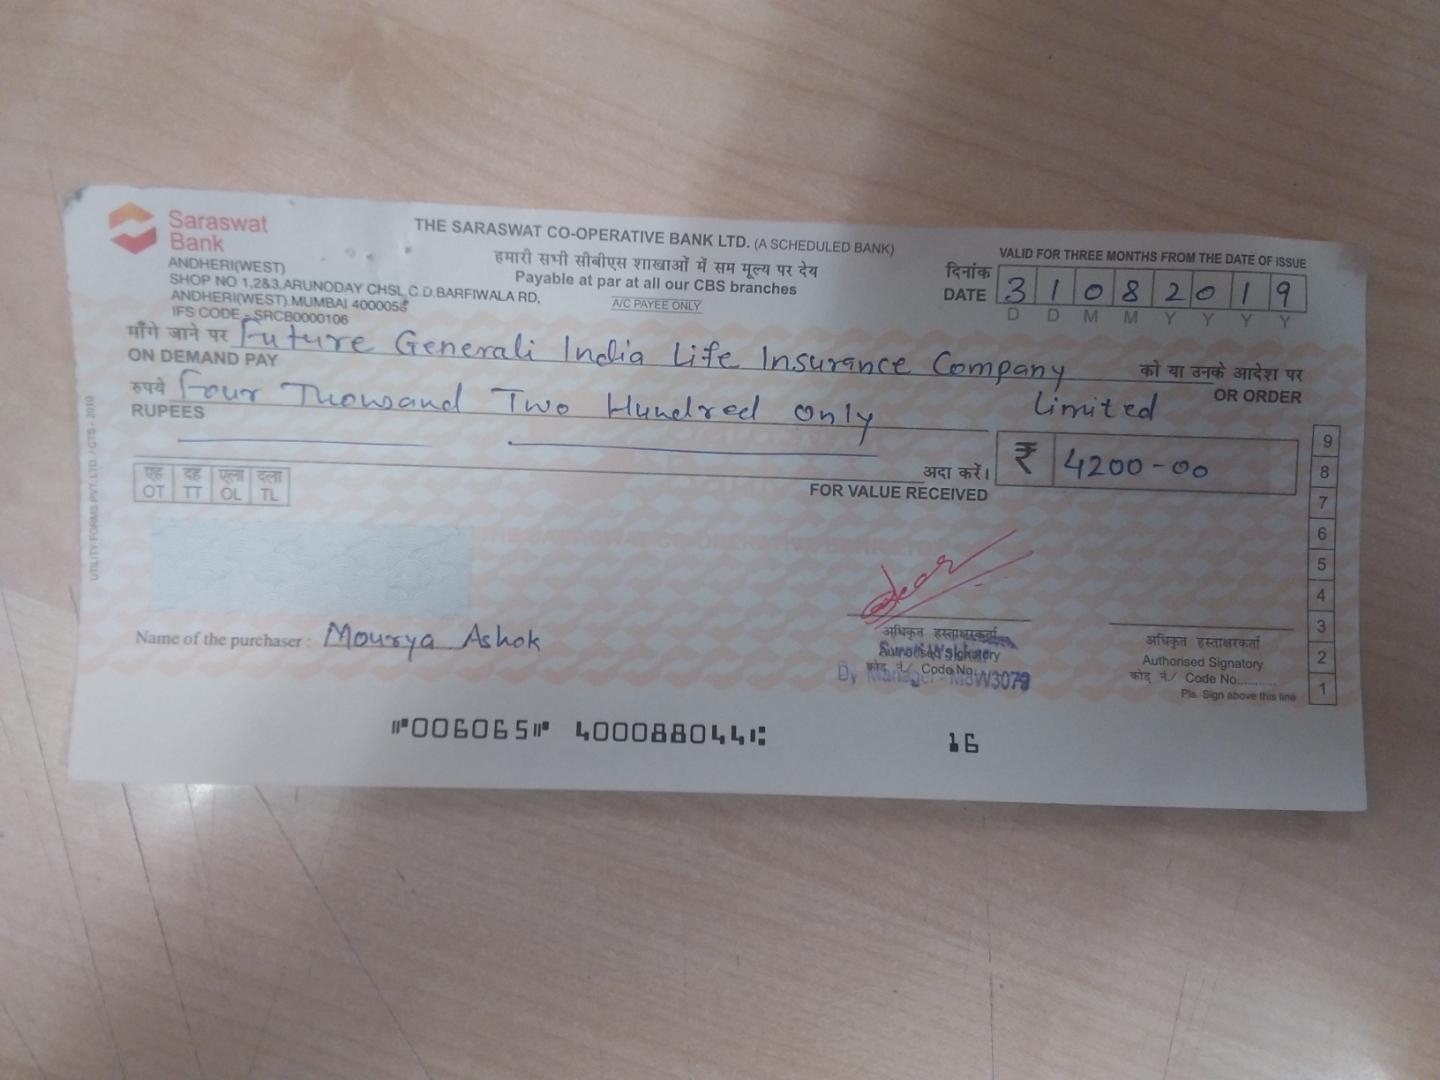 Saraswat
Bank
THE SARASWAT CO-OPERATIVE BANK LTD. (A SCHEDULED BANK)
हमारी सभी सीबीएस शाखाओं में सम मूल्य पर देय
Payable at par at all our CBS branches
A/C PAYEE ONLY
VALID FOR THREE MONTHS FROM THE DATE OF ISSUE
दिनांक
DATE 3 1 0 8 2 0 1 9
D D M M Y Y Y Y
ANDHERI(WEST)
SHOP NO 1,2&3,ARUNODAY CHSL,C.D.BARFIWALA RD,
ANDHERI(WEST).MUMBAI 400058
IFS CODE - SRCB0000106
माँगे जाने पर Future Generali India Life Insurance Company को या उनके आदेश पर
ON DEMAND PAY Limited OR ORDER
रुपये Four Thousand Two Hundred only
RUPEES
अदा करें। ₹ 4200-00
FOR VALUE RECEIVED
एह दह एला दला
OT TT OL TL
9
8
7
6
5
4
3
2
1
UTILITY FORMS PVT. LTD. / CTS - 2010
Name of the purchaser : Mourya Ashok
अधिकृत हस्ताक्षरकर्ता
कोड् नं./ Code No.
Dy Manager - M3W3079
अधिकृत हस्ताक्षरकर्ता
Authorised Signatory
कोड् नं./ Code No..........
Pls. Sign above this line
⑈006065⑈ 400088044⑆ 16